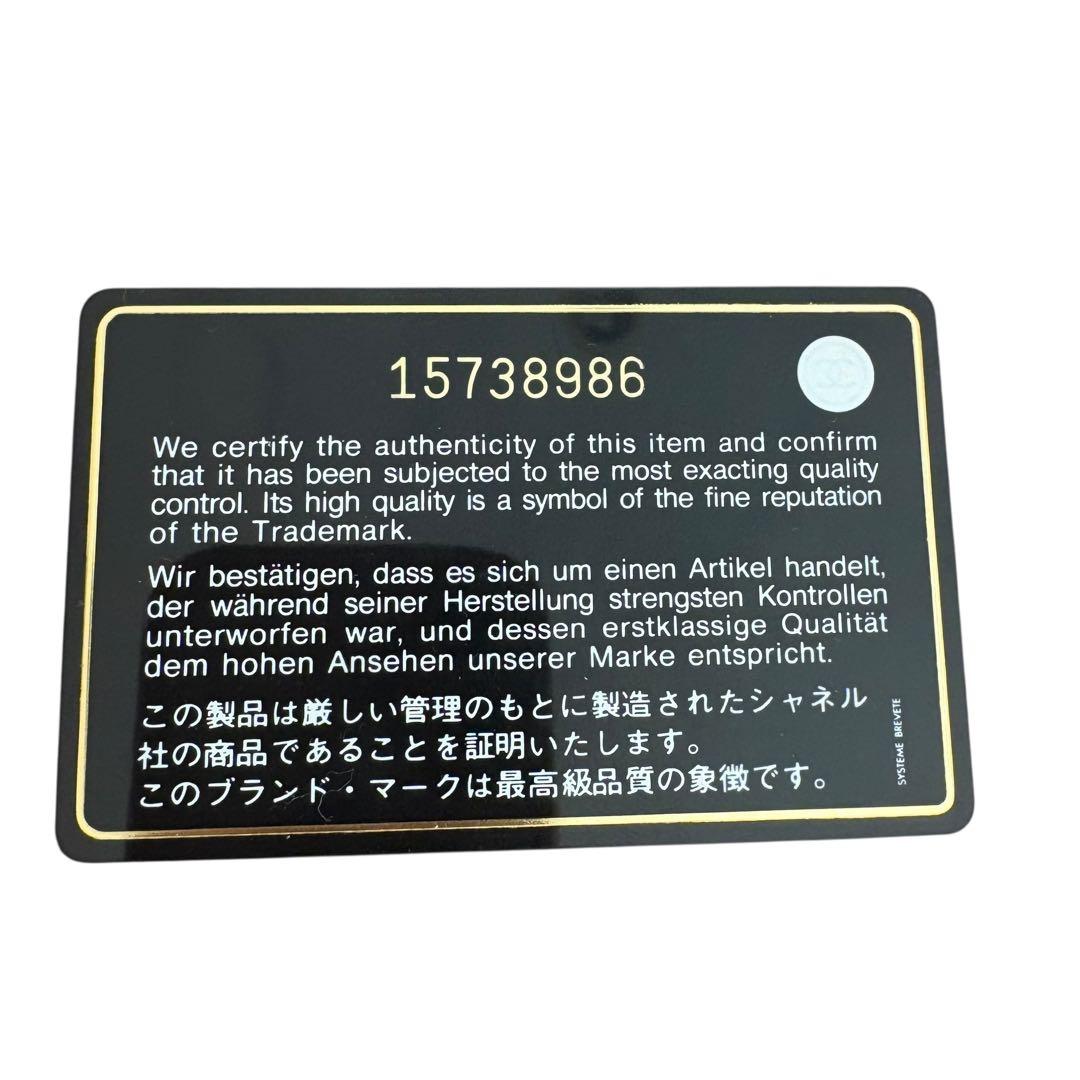 15738986
We certify the authenticity of this item and confirm
that it has been subjected to the most exacting quality
control. Its high quality is a symbol of the fine reputation
of the Trademark.
Wir bestätigen, dass es sich um einen Artikel handelt,
der während seiner Herstellung strengsten Kontrollen
unterworfen war, und dessen erstklassige Qualität
dem hohen Ansehen unserer Marke entspricht.
この製品は厳しい管理のもとに製造されたシャネル
社の商品であることを証明いたします。
このブランド・マークは最高級品質の象徴です。
SYSTEME BREVETE